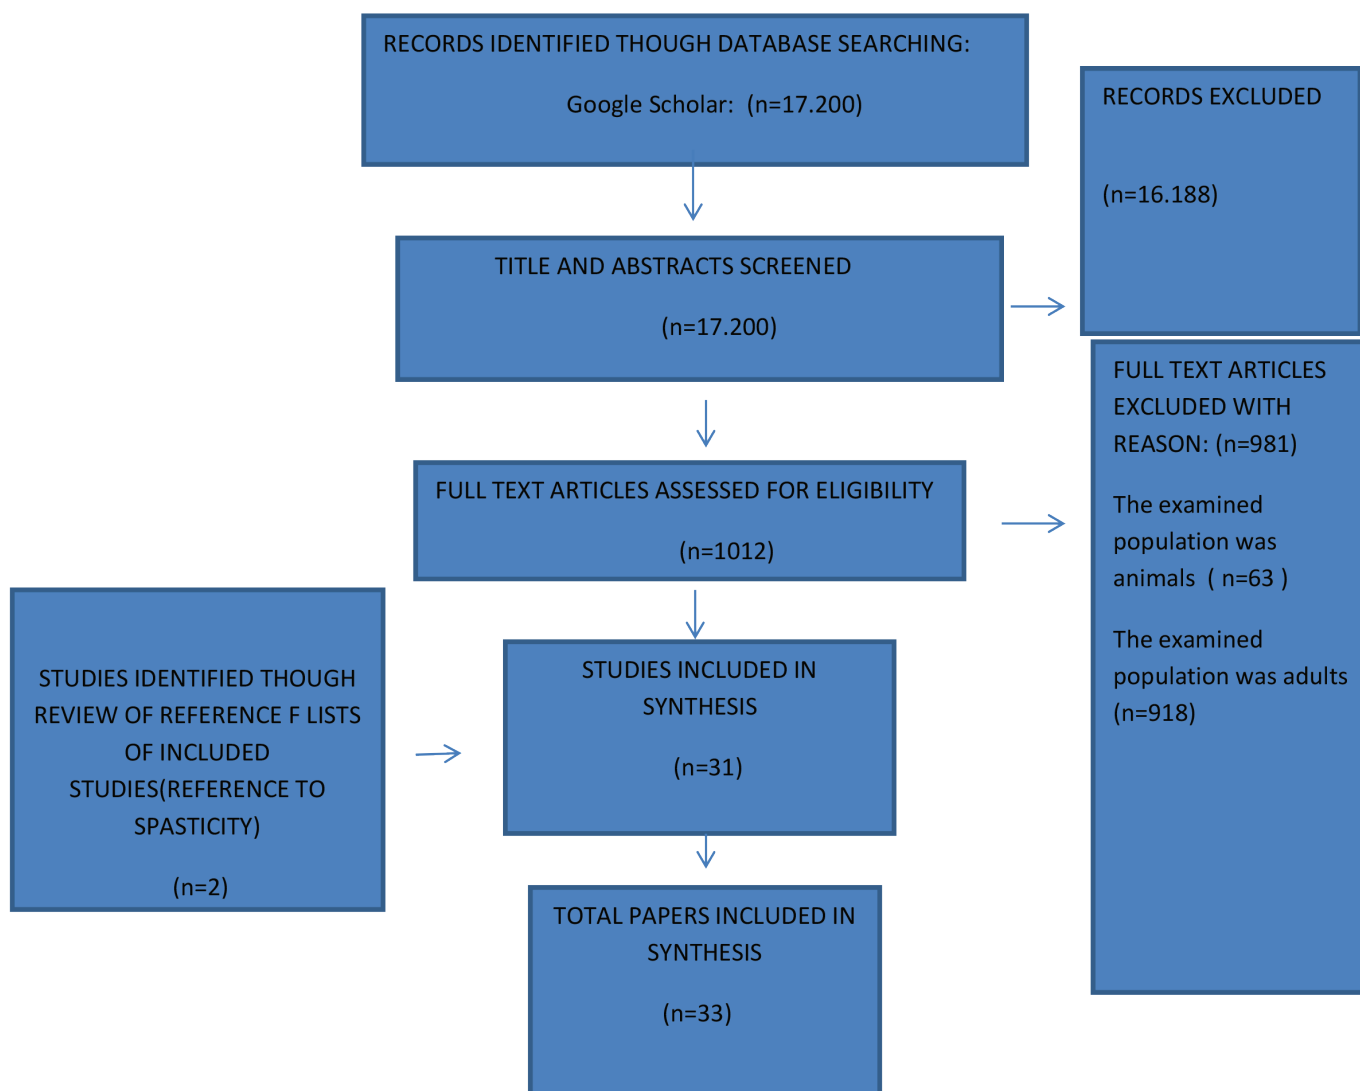 RECORDS IDENTIFIED THOUGH DATABASE SEARCHING:
Google Scholar: (n=17.200)
RECORDS EXCLUDED
(n=16.188)
TITLE AND ABSTRACTS SCREENED
(n=17.200)
FULL TEXT ARTICLES
EXCLUDED WITH
REASON: (n=981)
The examined
population was
animals ( n=63 )
The examined
population was adults
(n=918)
FULL TEXT ARTICLES ASSESSED FOR ELIGIBILITY
(n=1012)
STUDIES IDENTIFIED THOUGH
REVIEW OF REFERENCE F LISTS
OF INCLUDED
STUDIES(REFERENCE TO
SPASTICITY)
(n=2)
STUDIES INCLUDED IN
SYNTHESIS
(n=31)
TOTAL PAPERS INCLUDED IN
SYNTHESIS
(n=33)